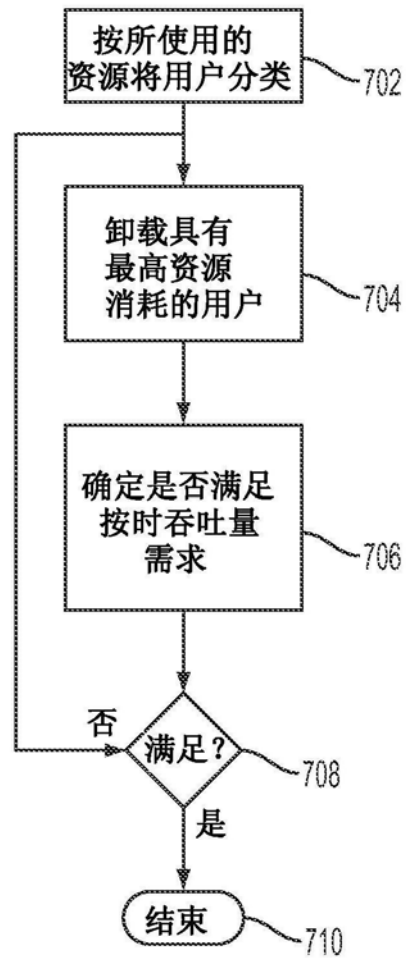 按所使用的
资源将用户分类
702
卸载具有
最高资源
消耗的用户
704
确定是否满足
按时吞吐量
需求
706
否
满足?
708
是
结束
710